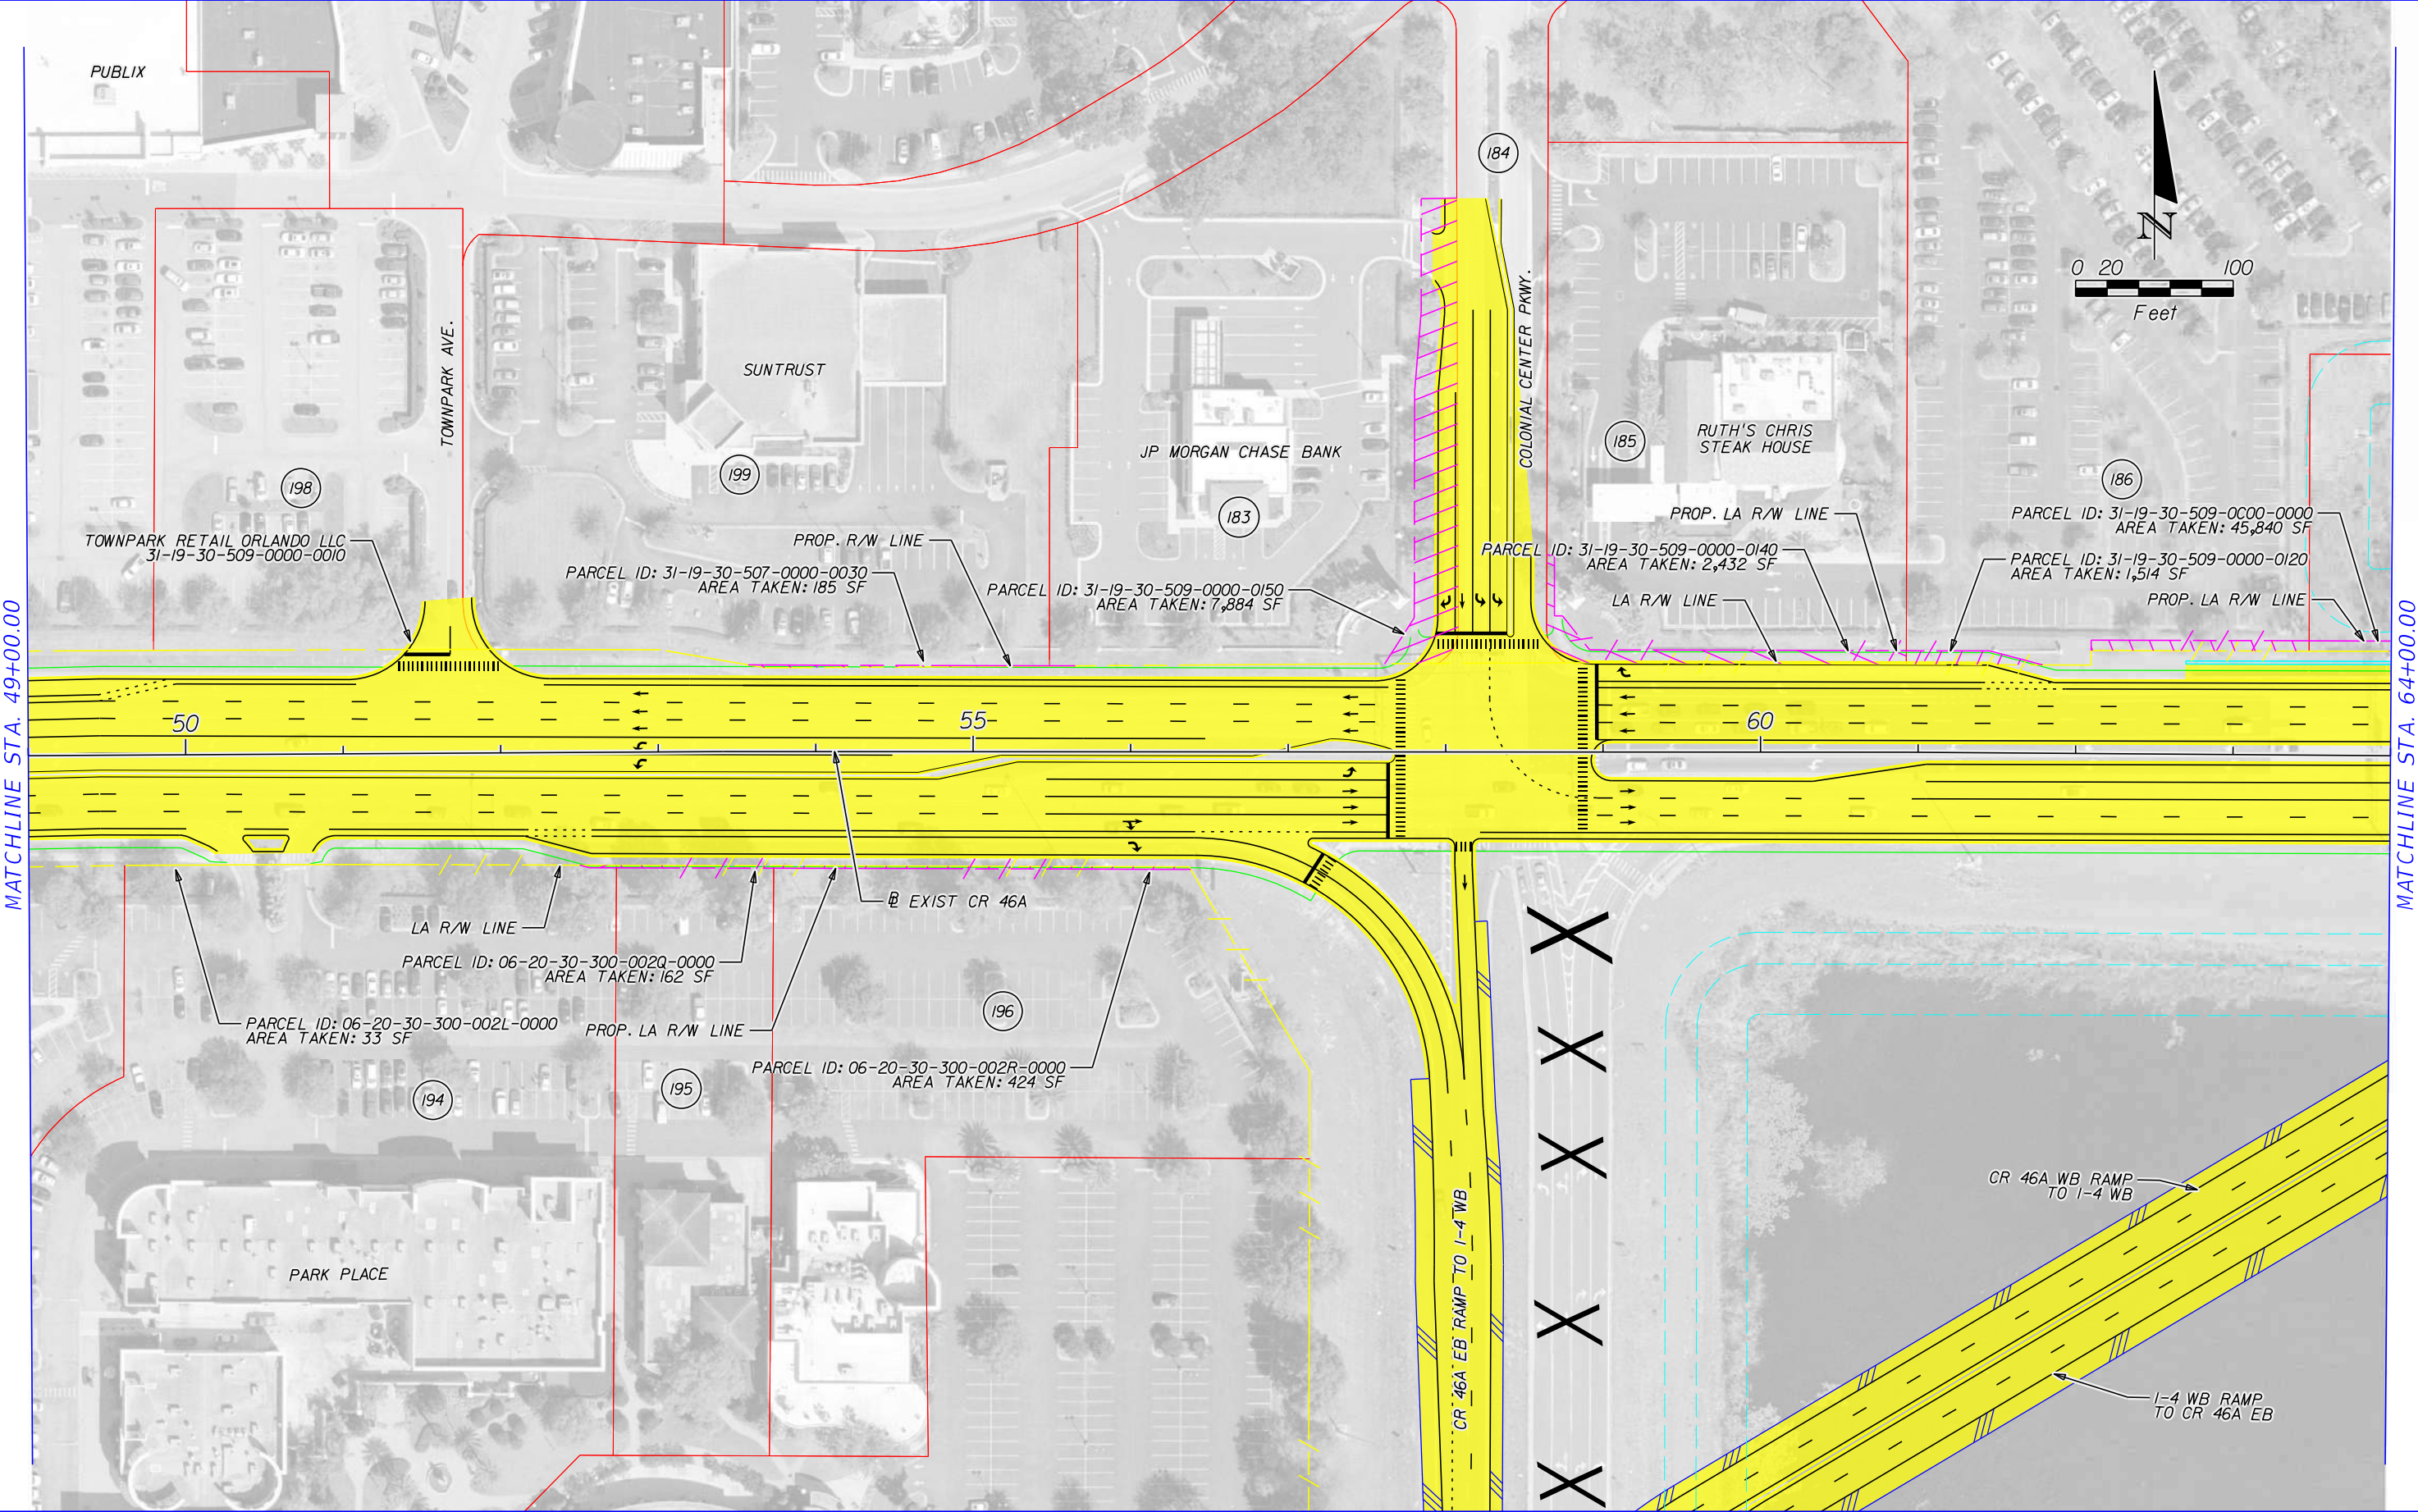 PUBLIX
184
N
0 20 100
Feet
TOWNPARK AVE.
SUNTRUST
COLONIAL CENTER PKWY.
JP MORGAN CHASE BANK
RUTH'S CHRIS
STEAK HOUSE
185
198
199
183
186
TOWNPARK RETAIL ORLANDO LLC
31-19-30-509-0000-0010
PROP. R/W LINE
PARCEL ID: 31-19-30-507-0000-0030
AREA TAKEN: 185 SF
PARCEL ID: 31-19-30-509-0000-0150
AREA TAKEN: 7,884 SF
PROP. LA R/W LINE
PARCEL ID: 31-19-30-509-0000-0140
AREA TAKEN: 2,432 SF
LA R/W LINE
PARCEL ID: 31-19-30-509-0C00-0000
AREA TAKEN: 45,840 SF
PARCEL ID: 31-19-30-509-0000-0120
AREA TAKEN: 1,514 SF
PROP. LA R/W LINE
MATCHLINE STA. 49+00.00
MATCHLINE STA. 64+00.00
50
55
60
EXIST CR 46A
LA R/W LINE
PARCEL ID: 06-20-30-300-002Q-0000
AREA TAKEN: 162 SF
PARCEL ID: 06-20-30-300-002L-0000
AREA TAKEN: 33 SF
PROP. LA R/W LINE
196
PARCEL ID: 06-20-30-300-002R-0000
AREA TAKEN: 424 SF
194
195
PARK PLACE
CR 46A EB RAMP TO I-4 WB
CR 46A WB RAMP
TO I-4 WB
I-4 WB RAMP
TO CR 46A EB